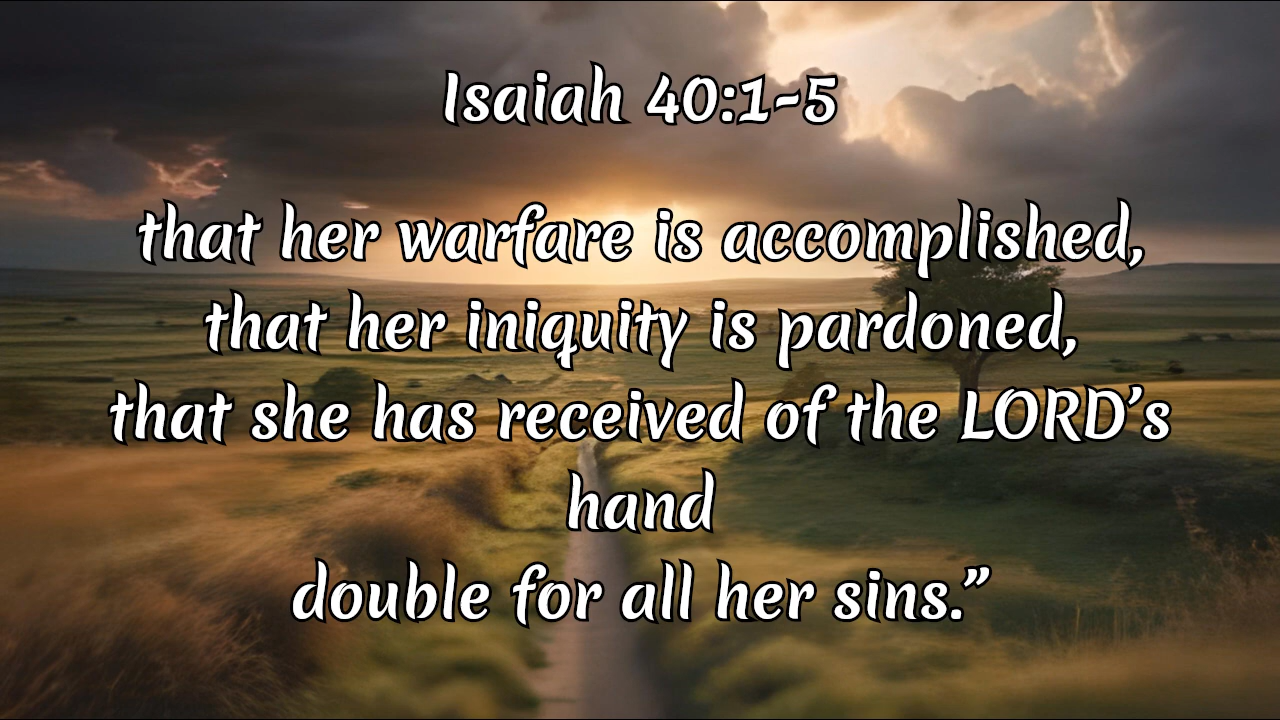 Isaiah 40:1-5
that her warfare is accomplished,
that her iniquity is pardoned,
that she has received of the LORD’s
hand
double for all her sins.”